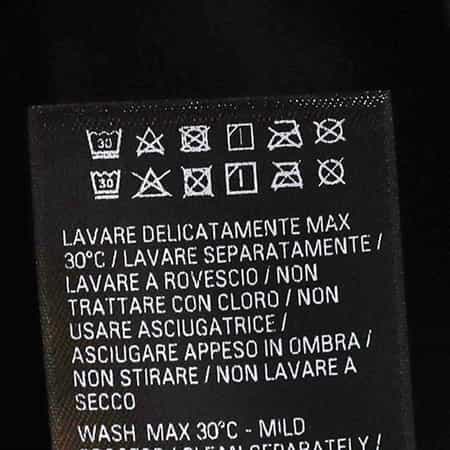 30
30
LAVARE DELICATAMENTE MAX
30°C / LAVARE SEPARATAMENTE /
LAVARE A ROVESCIO / NON
TRATTARE CON CLORO / NON
USARE ASCIUGATRICE /
ASCIUGARE APPESO IN OMBRA /
NON STIRARE / NON LAVARE A
SECCO
WASH MAX 30°C - MILD
SEPARATELY /